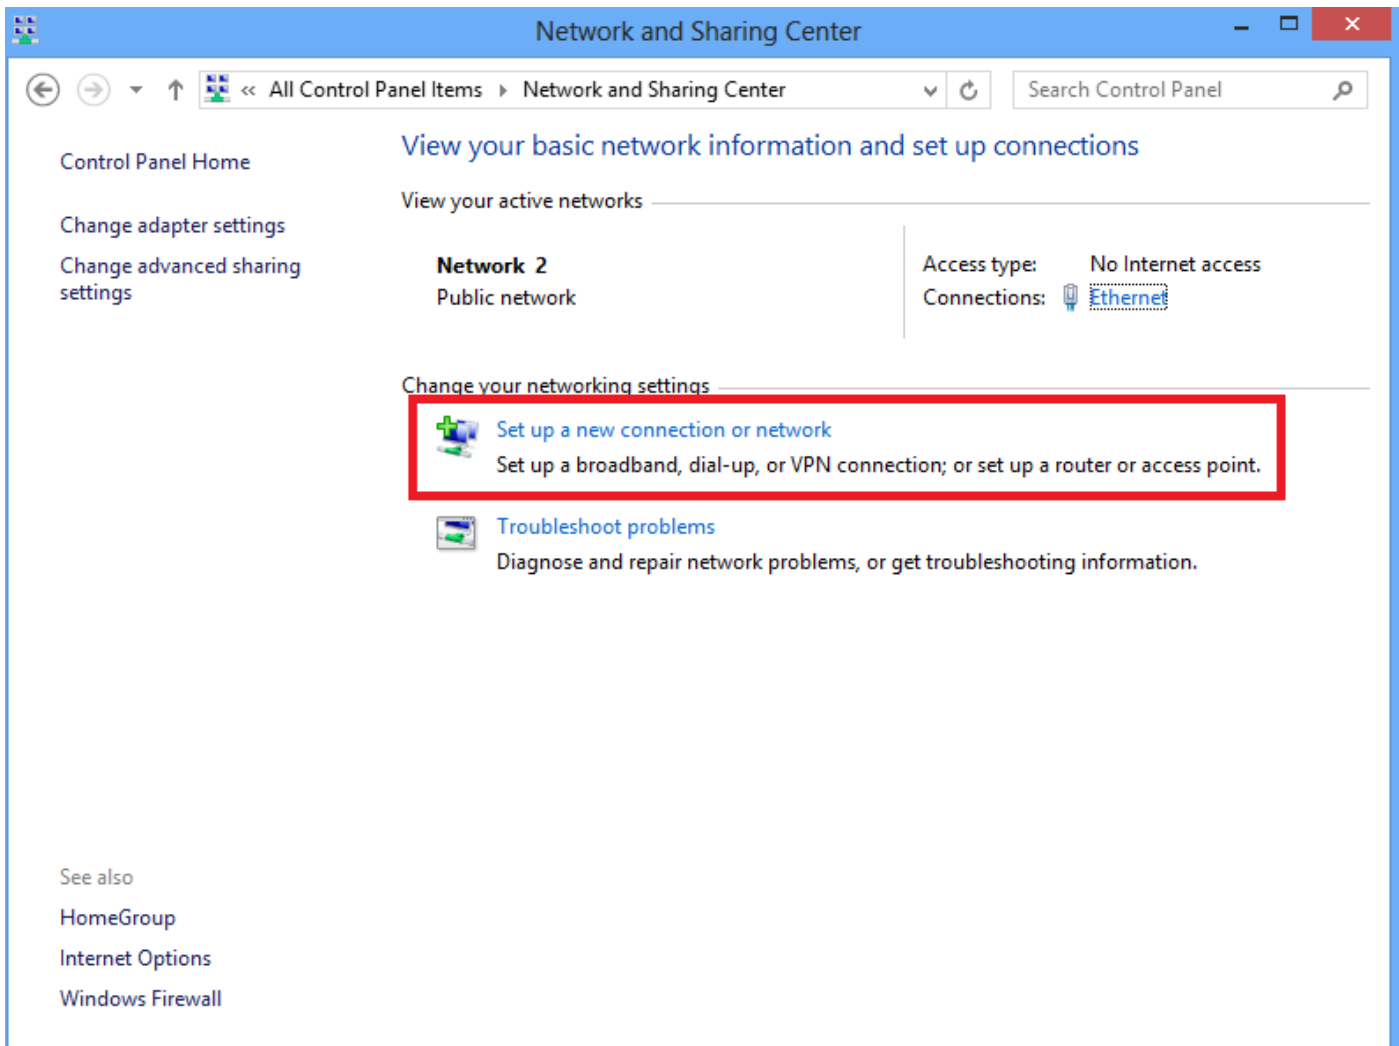 Network and Sharing Center
« All Control Panel Items Network and Sharing Center
Search Control Panel
Control Panel Home
Change adapter settings
Change advanced sharing
settings
View your basic network information and set up connections
View your active networks
Network 2
Public network
Access type: No Internet access
Connections: Ethernet
Change your networking settings
Set up a new connection or network
Set up a broadband, dial-up, or VPN connection; or set up a router or access point.
Troubleshoot problems
Diagnose and repair network problems, or get troubleshooting information.
See also
HomeGroup
Internet Options
Windows Firewall